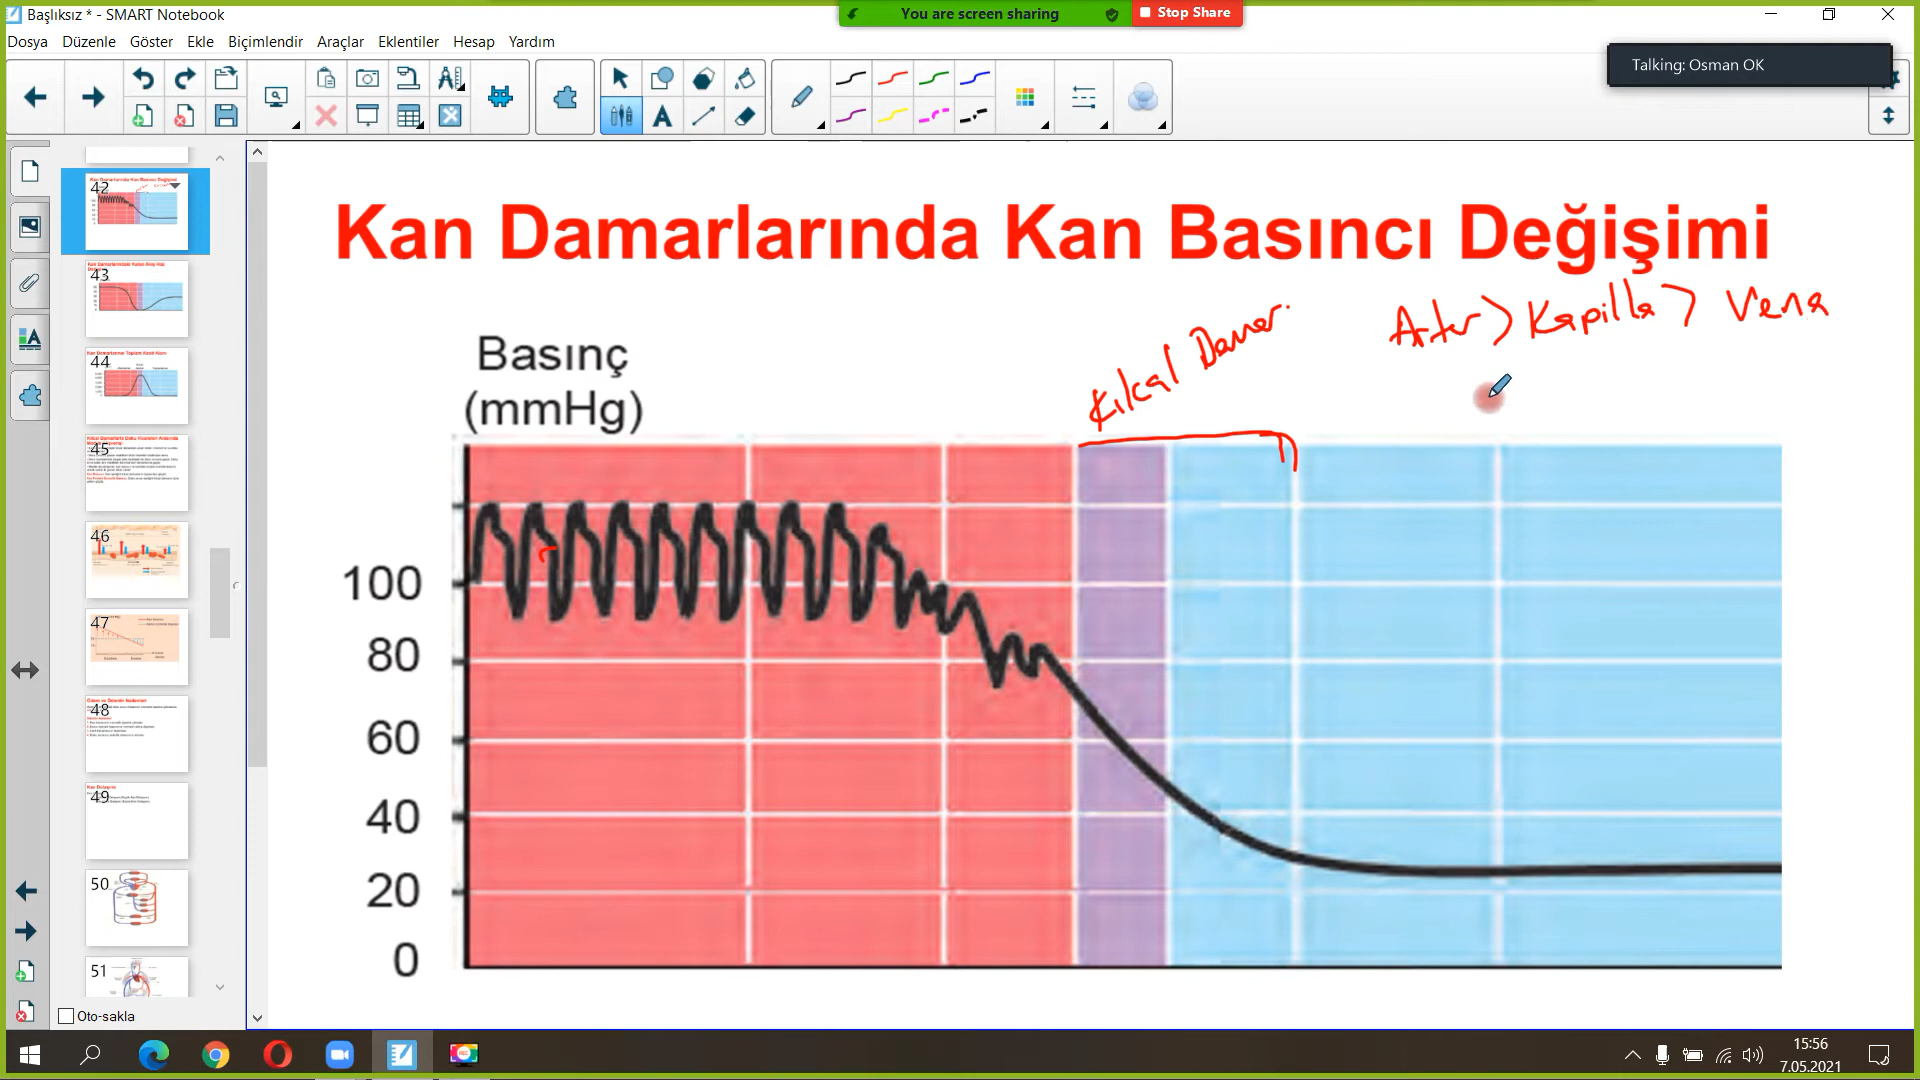 Başlıksız * - SMART Notebook
You are screen sharing
Stop Share
Dosya Düzenle Göster Ekle Biçimlendir Araçlar Eklentiler Hesap Yardım
Talking: Osman OK
42
43
44
45
46
47
48
49
50
51
Oto-sakla
Kan Damarlarında Kan Basıncı Değişimi
Arter > Kapilla > Vena
Kılcal Damar
Basınç
(mmHg)
100
80
60
40
20
0
15:56
7.05.2021